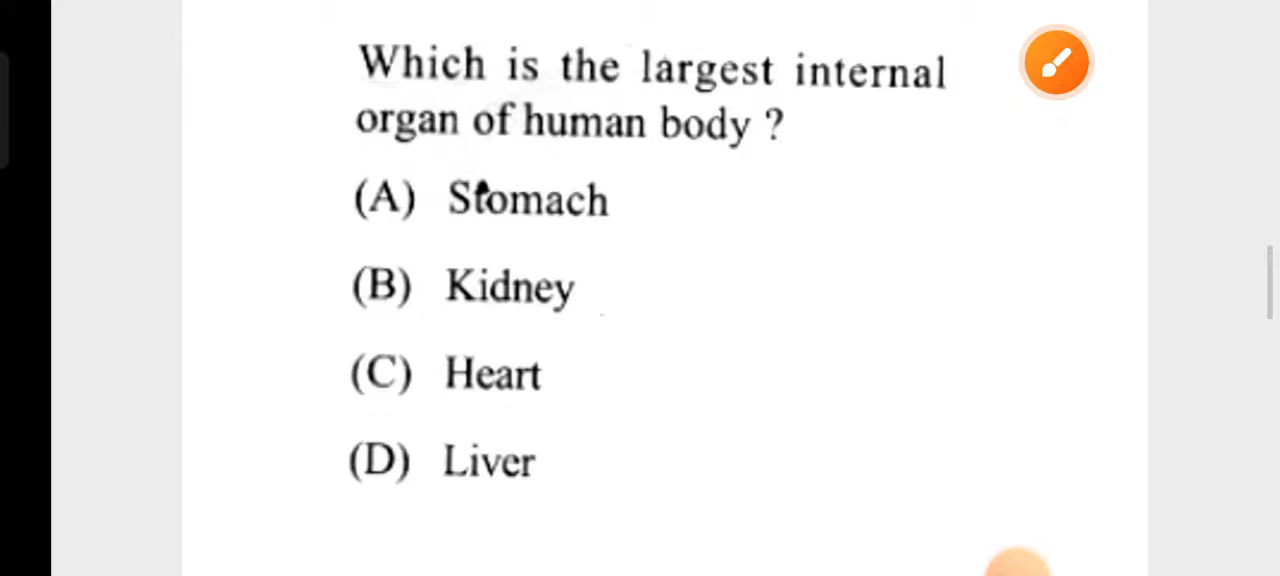 Which is the largest internal
organ of human body ?
(A) Stomach
(B) Kidney
(C) Heart
(D) Liver